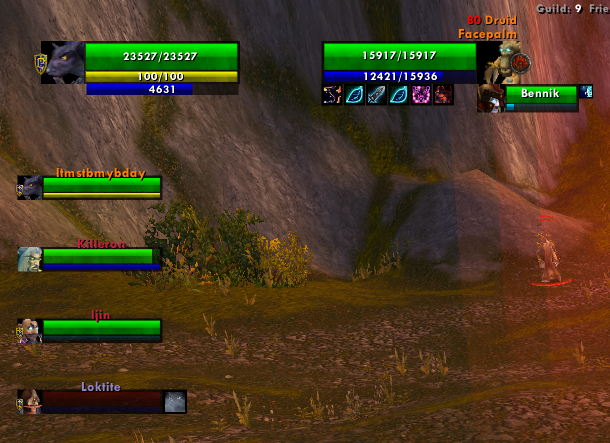 Guild: 9 Frie
80 Druid
Facepalm
23527/23527
100/100
4631
15917/15917
12421/15936
Bennik
Itmstbmybday
Killeron
Ijin
Loktite